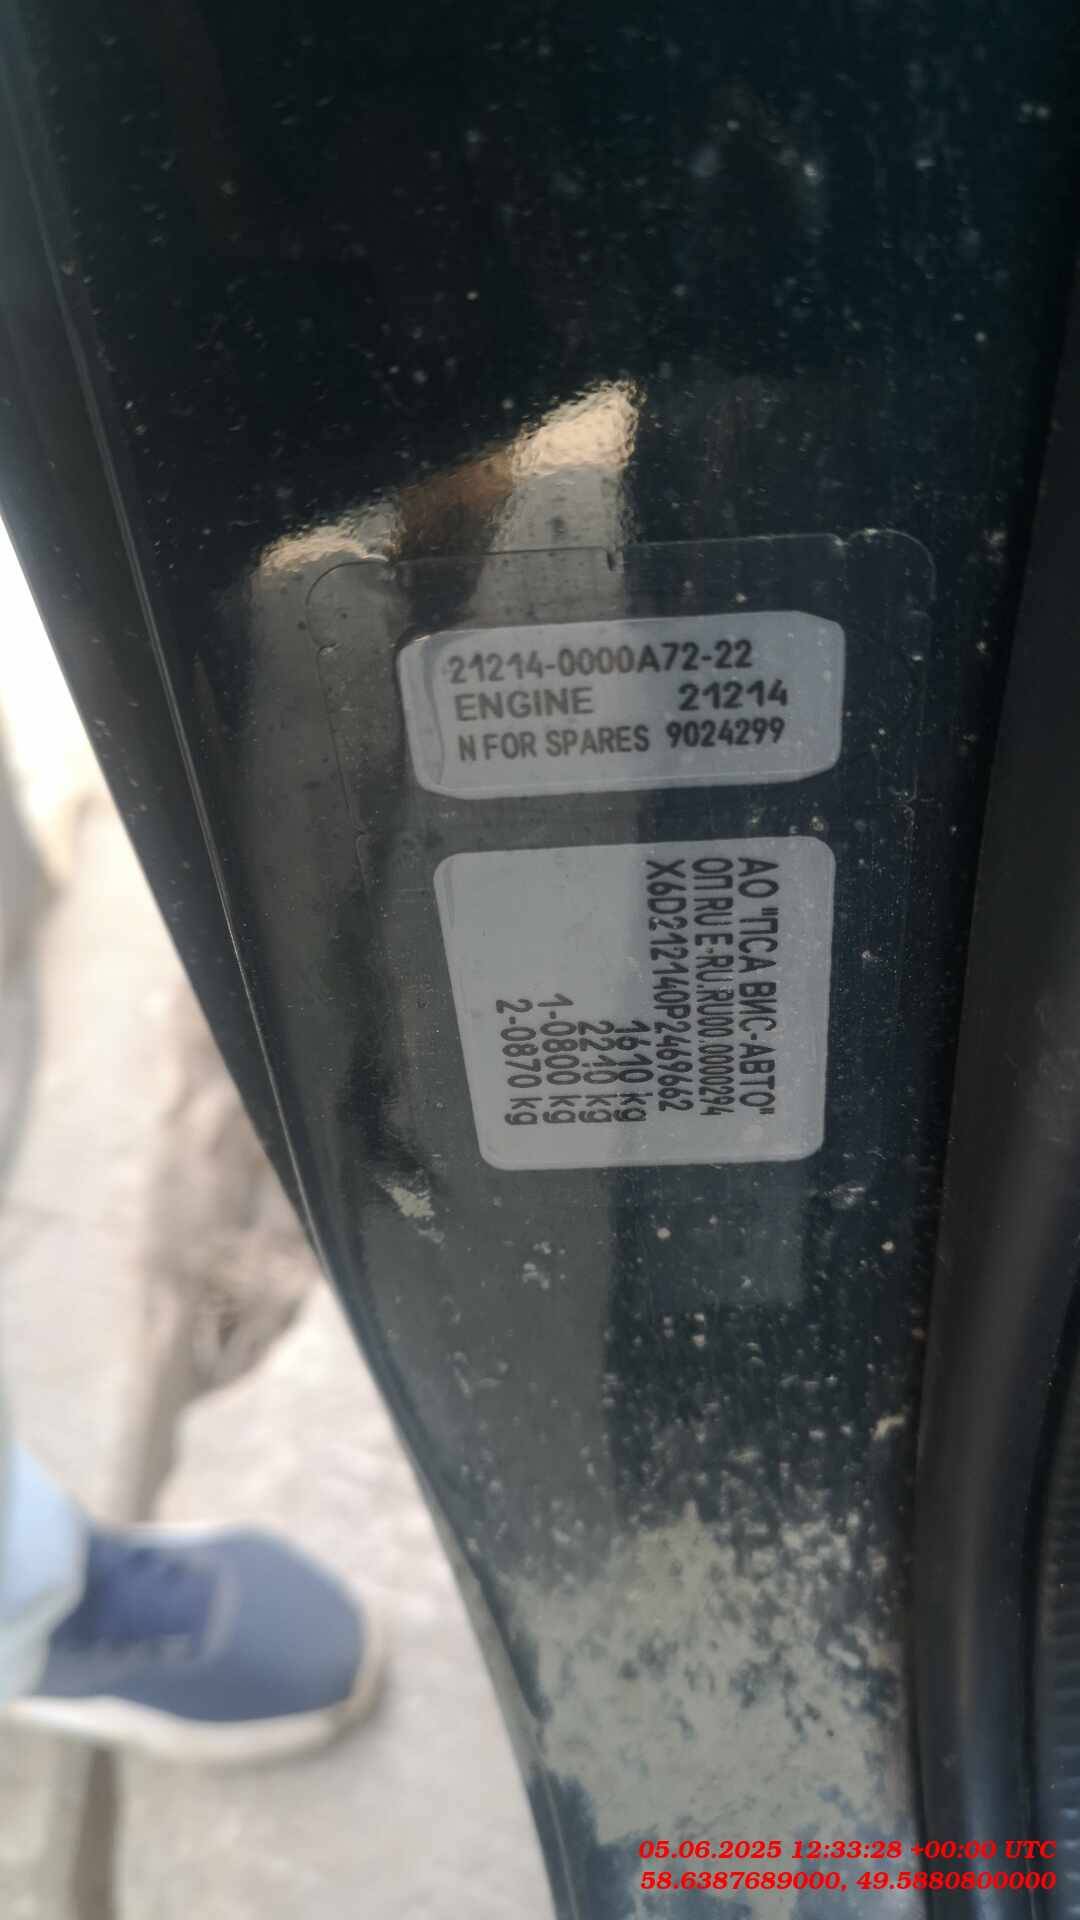 21214-0000A72-22
ENGINE 21214
N FOR SPARES 9024299
АО "ПСА ВИС-АВТО"
ОП RU E-RU.RU00.0000294
X6D212140P2469662
1610 kg
2210 kg
1-0800 kg
2-0870 kg
05.06.2025 12:33:28 +00:00 UTC
58.6387689000, 49.5880800000